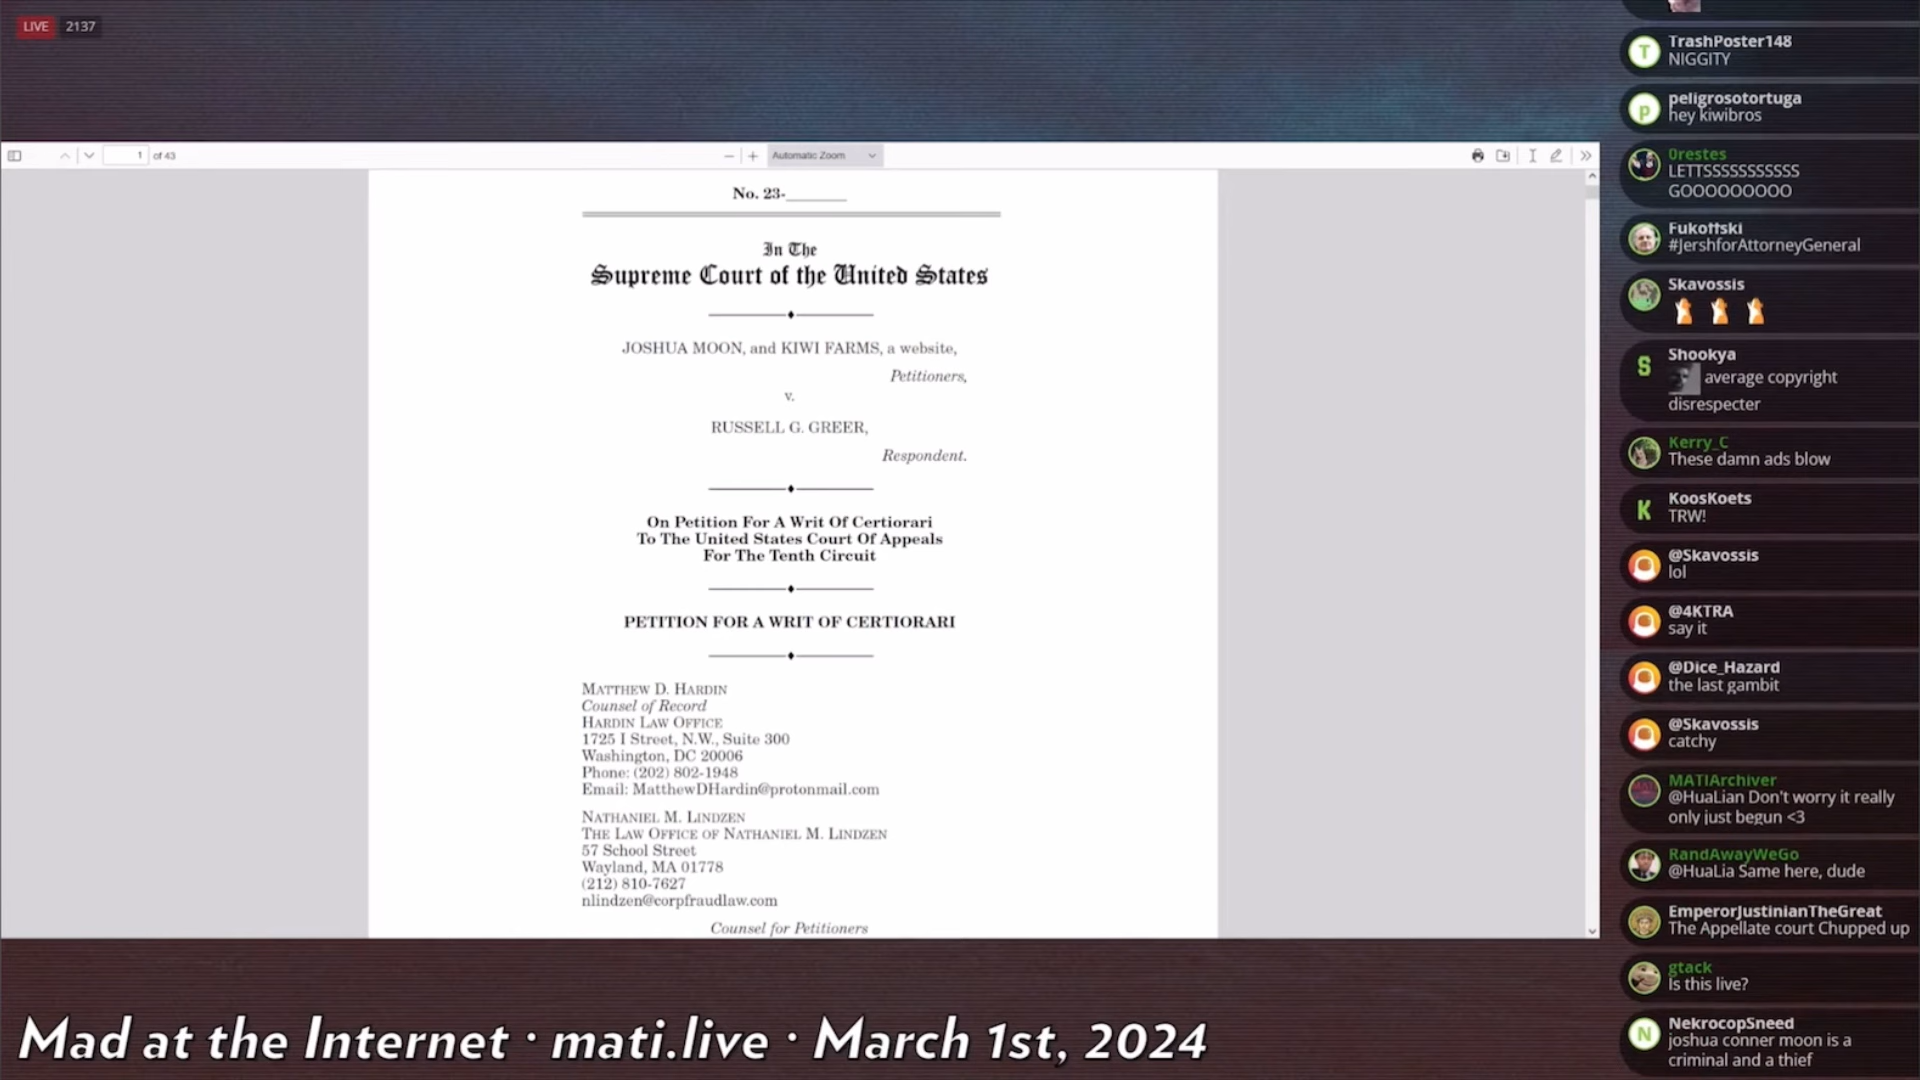 LIVE 2137
1 of 43
Automatic Zoom
No. 23-_______
In The
Supreme Court of the United States
JOSHUA MOON, and KIWI FARMS, a website,
Petitioners,
v.
RUSSELL G. GREER,
Respondent.
On Petition For A Writ Of Certiorari
To The United States Court Of Appeals
For The Tenth Circuit
PETITION FOR A WRIT OF CERTIORARI
MATTHEW D. HARDIN
Counsel of Record
HARDIN LAW OFFICE
1725 I Street, N.W., Suite 300
Washington, DC 20006
Phone: (202) 802-1948
Email: MatthewDHardin@protonmail.com
NATHANIEL M. LINDZEN
THE LAW OFFICE OF NATHANIEL M. LINDZEN
57 School Street
Wayland, MA 01778
(212) 810-7627
nlindzen@corpfraudlaw.com
Counsel for Petitioners
Mad at the Internet · mati.live · March 1st, 2024
T
TrashPoster148
NIGGITY
p
peligrosotortuga
hey kiwibros
0restes
LETTSSSSSSSSSSS
GOOOOOOOOO
Fukottski
#JershforAttorneyGeneral
Skavossis
S
Shookya
average copyright
disrespecter
Kerry_C
These damn ads blow
K
KoosKoets
TRW!
@Skavossis
lol
@4KTRA
say it
@Dice_Hazard
the last gambit
@Skavossis
catchy
MATIArchiver
@HuaLian Don't worry it really
only just begun <3
RandAwayWeGo
@HuaLia Same here, dude
EmperorJustinianTheGreat
The Appellate court Chupped up
gtack
Is this live?
N
NekrocopSneed
joshua conner moon is a
criminal and a thief